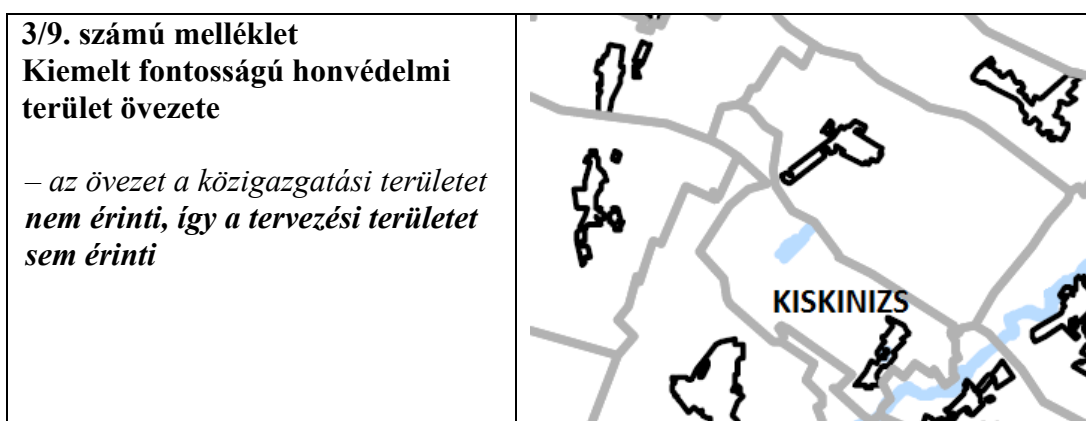 3/9. számú melléklet
Kiemelt fontosságú honvédelmi
terület övezete
– az övezet a közigazgatási területet
nem érinti, így a tervezési területet
sem érinti
KISKINIZS